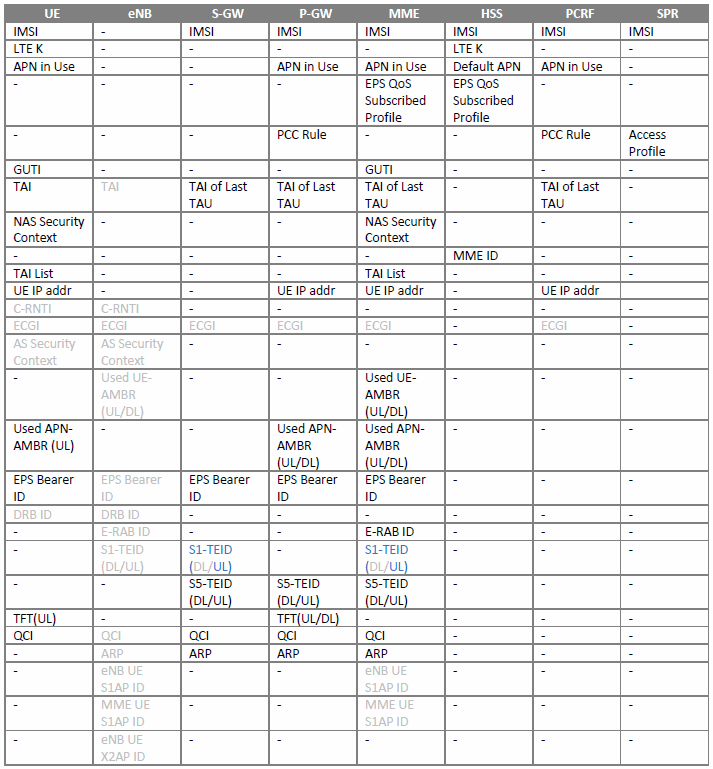 UE eNB S-GW P-GW MME HSS PCRF SPR
IMSI - IMSI IMSI IMSI IMSI IMSI IMSI
LTE K - - - - LTE K - -
APN in Use - - APN in Use APN in Use Default APN APN in Use -
- - - - EPS QoS Subscribed Profile EPS QoS Subscribed Profile - -
- - - PCC Rule - - PCC Rule Access Profile
GUTI - - - GUTI - - -
TAI TAI TAI of Last TAU TAI of Last TAU TAI of Last TAU - TAI of Last TAU -
NAS Security Context - - - NAS Security Context - - -
- - - - - MME ID - -
TAI List - - - TAI List - - -
UE IP addr - - UE IP addr UE IP addr - UE IP addr
C-RNTI C-RNTI - - - - - -
ECGI ECGI ECGI ECGI ECGI - ECGI -
AS Security Context AS Security Context - - - - - -
- Used UE-AMBR (UL/DL) - - Used UE-AMBR (UL/DL) - - -
Used APN-AMBR (UL) - - Used APN-AMBR (UL/DL) Used APN-AMBR (UL/DL) - - -
EPS Bearer ID EPS Bearer ID EPS Bearer ID EPS Bearer ID EPS Bearer ID - - -
DRB ID DRB ID - - - - - -
- E-RAB ID - - E-RAB ID - - -
- S1-TEID (DL/UL) S1-TEID (DL/UL) - S1-TEID (DL/UL) - - -
- - S5-TEID (DL/UL) S5-TEID (DL/UL) S5-TEID (DL/UL) - - -
TFT(UL) - - TFT(UL/DL) - - - -
QCI QCI QCI QCI QCI - - -
- ARP ARP ARP ARP - - -
- eNB UE S1AP ID - - eNB UE S1AP ID - - -
- MME UE S1AP ID - - MME UE S1AP ID - - -
- eNB UE X2AP ID - - - - - -